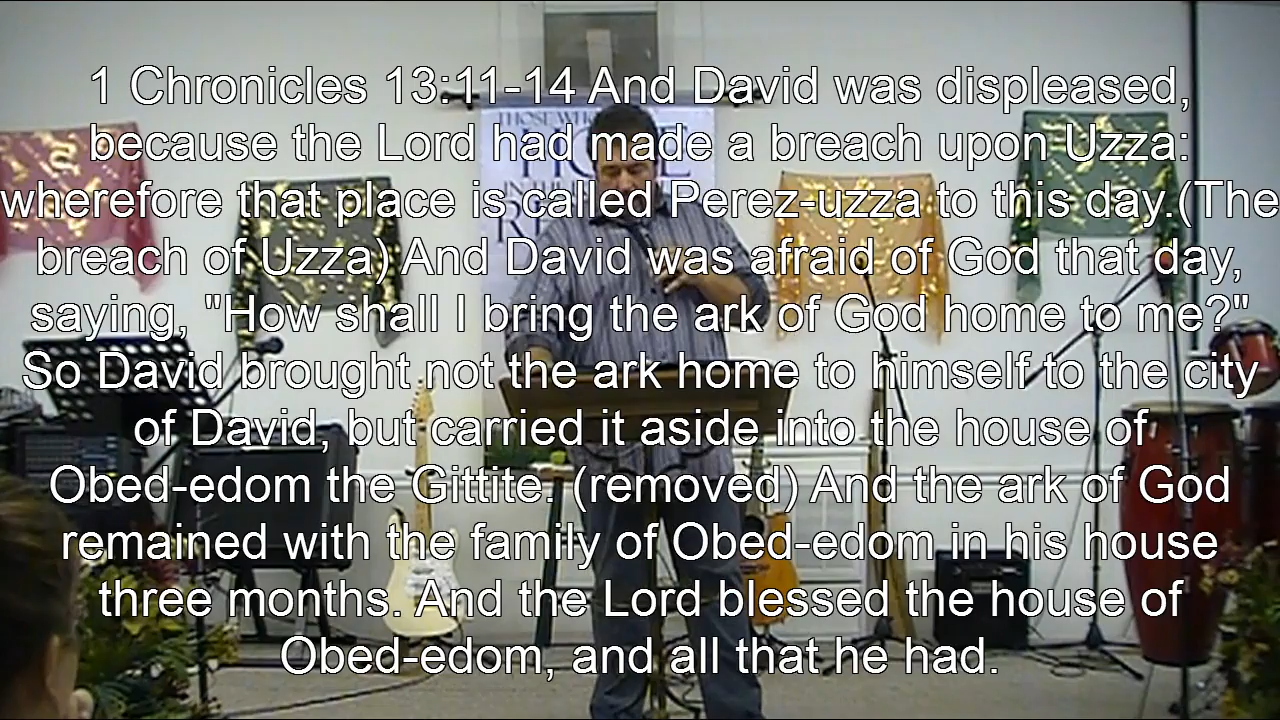 1 Chronicles 13:11-14 And David was displeased,
because the Lord had made a breach upon Uzza:
wherefore that place is called Perez-uzza to this day.(The
breach of Uzza) And David was afraid of God that day,
saying, "How shall I bring the ark of God home to me?"
So David brought not the ark home to himself to the city
of David, but carried it aside into the house of
Obed-edom the Gittite. (removed) And the ark of God
remained with the family of Obed-edom in his house
three months. And the Lord blessed the house of
Obed-edom, and all that he had.
THOSE WHO
HOPE
IN THE